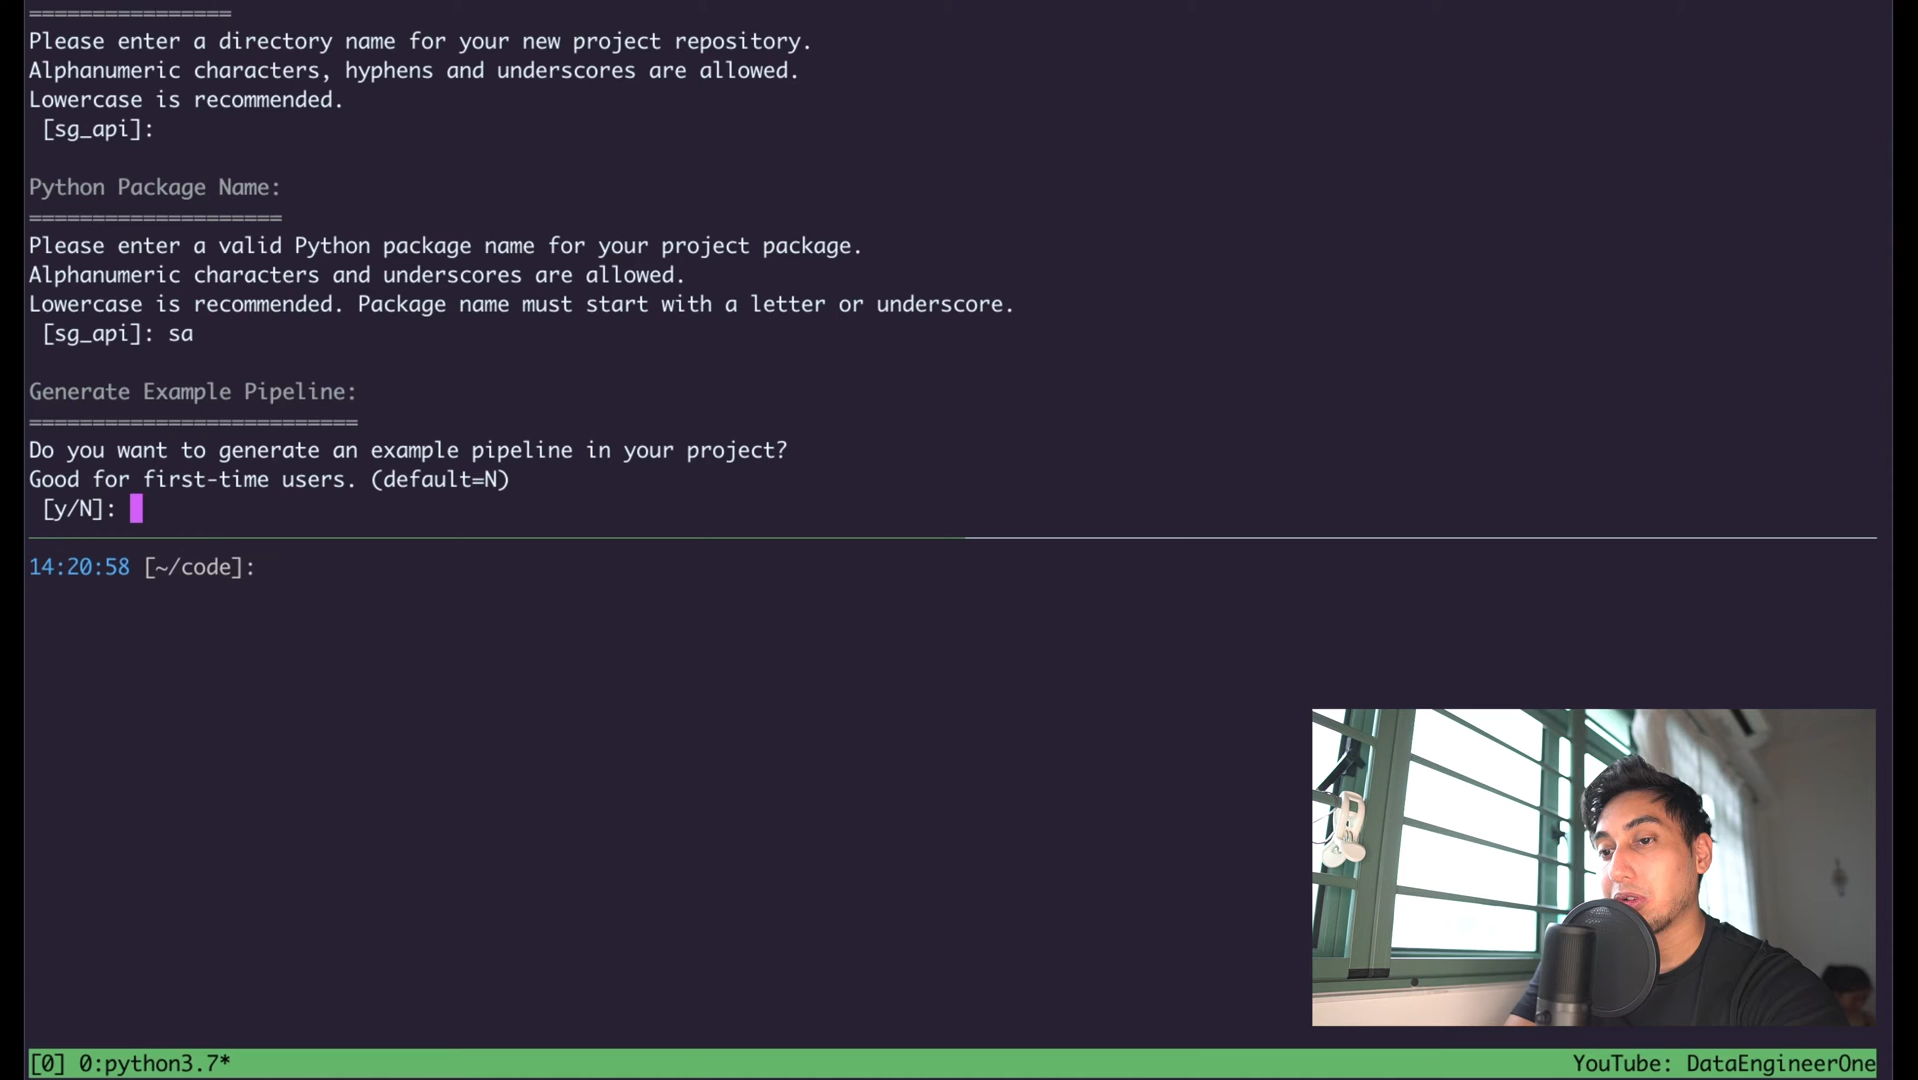 ================
Please enter a directory name for your new project repository.
Alphanumeric characters, hyphens and underscores are allowed.
Lowercase is recommended.
[sg_api]:
Python Package Name:
====================
Please enter a valid Python package name for your project package.
Alphanumeric characters and underscores are allowed.
Lowercase is recommended. Package name must start with a letter or underscore.
[sg_api]: sa
Generate Example Pipeline:
==========================
Do you want to generate an example pipeline in your project?
Good for first-time users. (default=N)
[y/N]:
14:20:58 [~/code]:
[0] 0:python3.7*
YouTube: DataEngineerOne